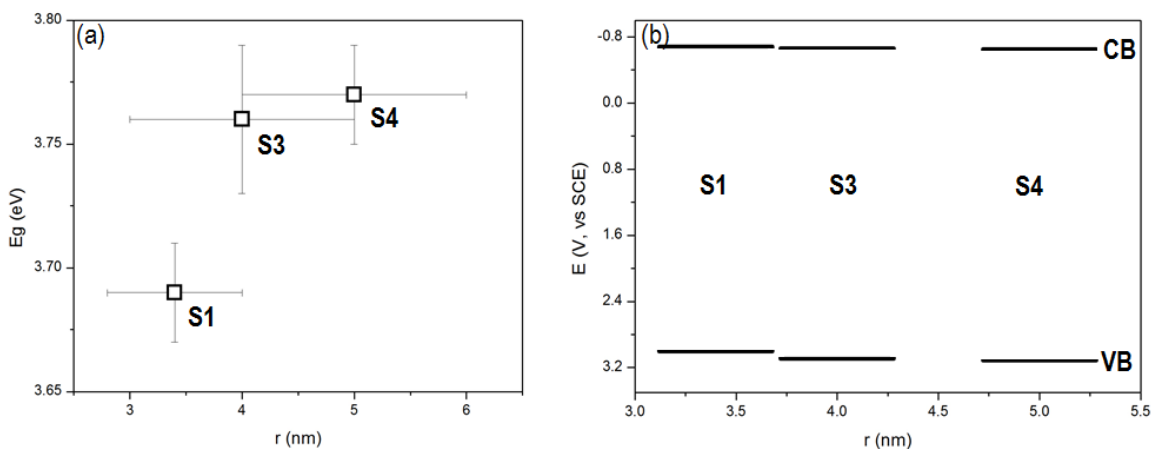 (a)
3.80
3.75
3.70
3.65
Eg (eV)
S3
S4
S1
3
4
5
6
r (nm)
(b)
-0.8
0.0
0.8
1.6
2.4
3.2
E (V, vs SCE)
CB
S1
S3
S4
VB
3.0
3.5
4.0
4.5
5.0
5.5
r (nm)